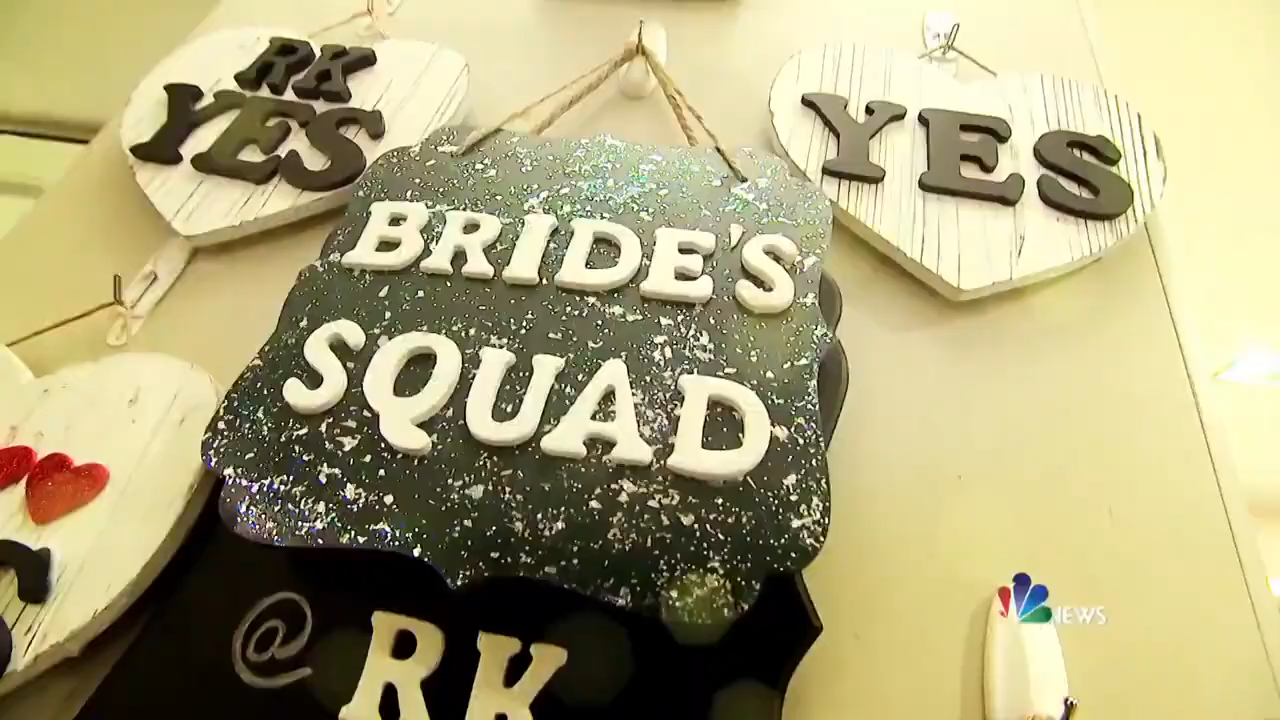 RK
YES
YES
BRIDE'S
SQUAD
@ RK
NEWS